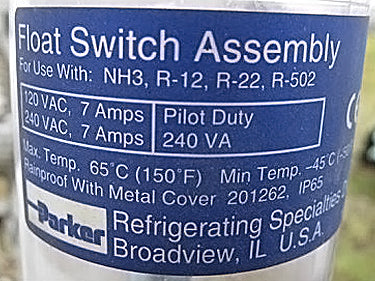 Float Switch Assembly
For Use With: NH3, R-12, R-22, R-502
120 VAC, 7 Amps
240 VAC, 7 Amps
Pilot Duty
240 VA
Max. Temp. 65°C (150°F) Min Temp. –45°C
Rainproof With Metal Cover 201262, IP65
Parker
Refrigerating Specialties
Broadview, IL U.S.A.
CE